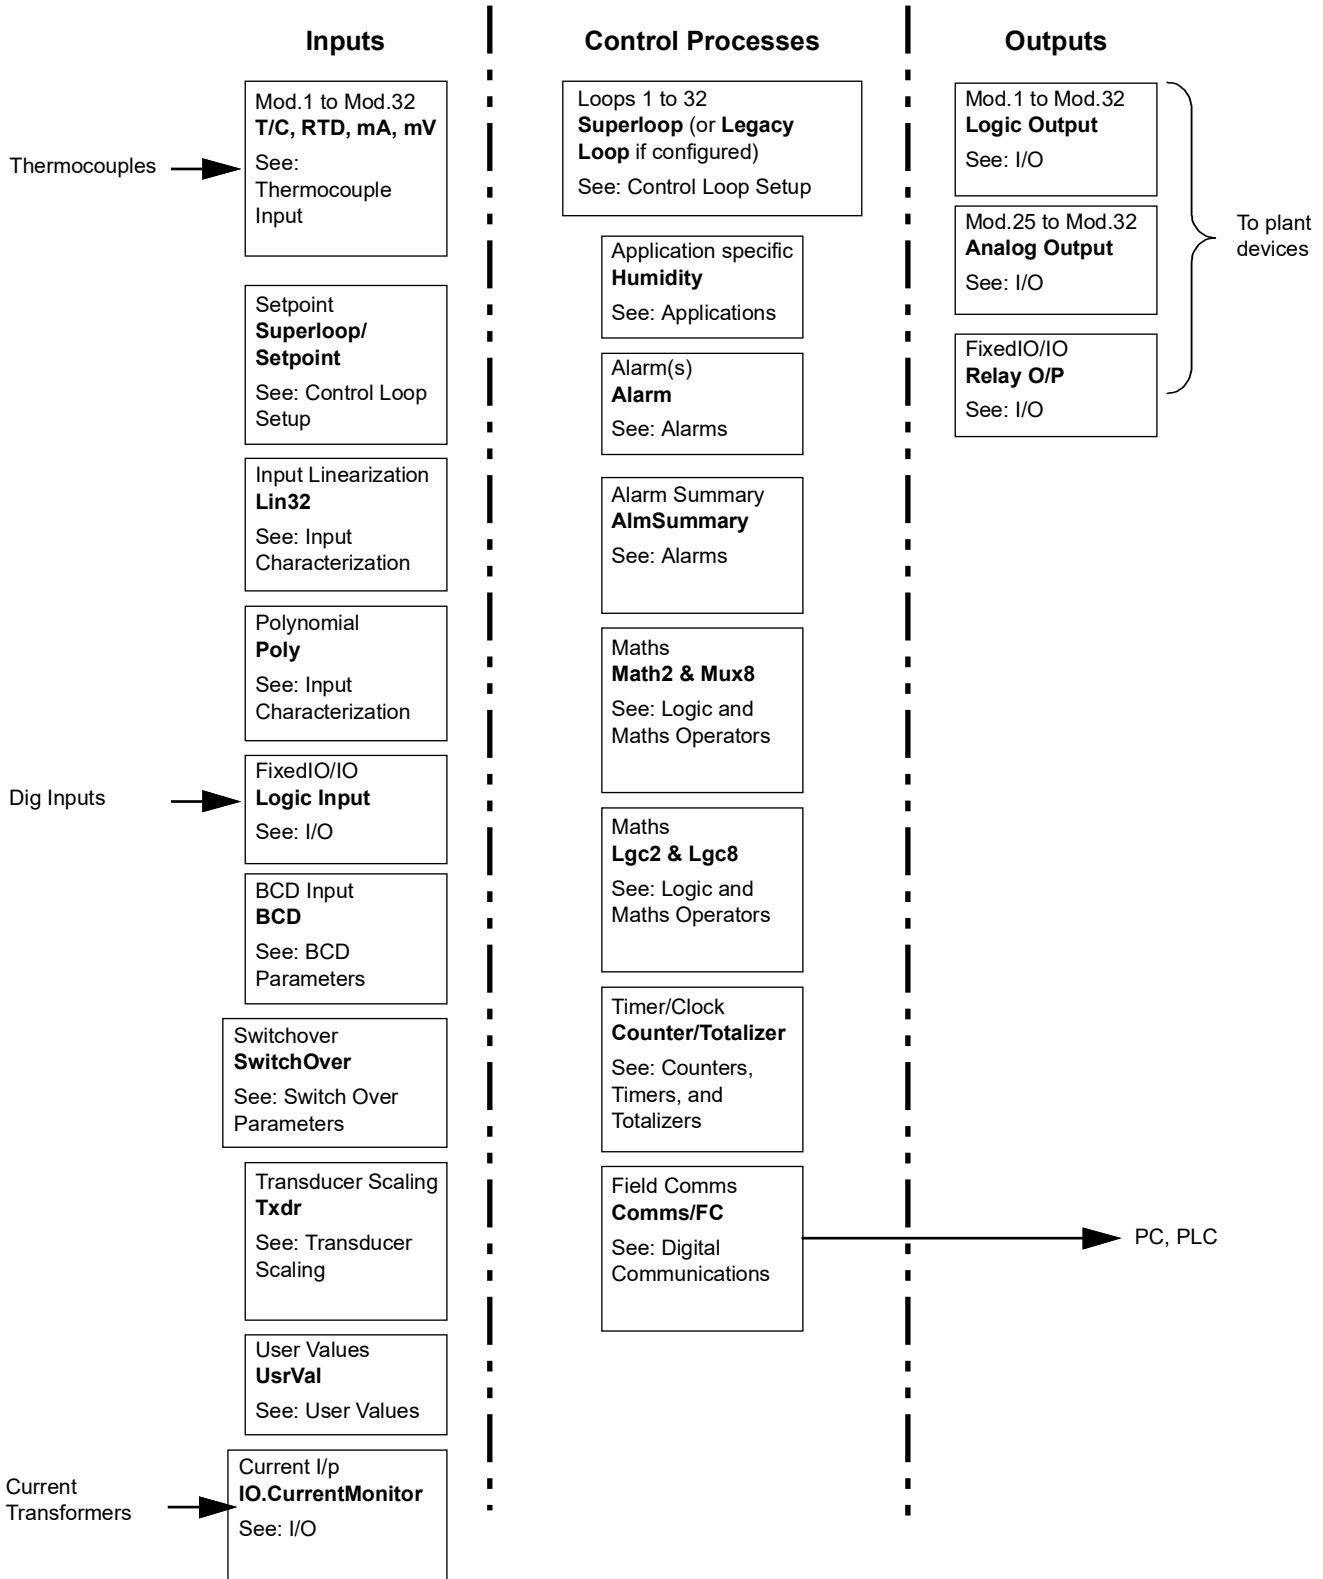 Inputs
Control Processes
Outputs
Thermocouples
Mod.1 to Mod.32
T/C, RTD, mA, mV
See:
Thermocouple
Input
Setpoint
Superloop/
Setpoint
See: Control Loop
Setup
Input Linearization
Lin32
See: Input
Characterization
Polynomial
Poly
See: Input
Characterization
Dig Inputs
FixedIO/IO
Logic Input
See: I/O
BCD Input
BCD
See: BCD
Parameters
Switchover
SwitchOver
See: Switch Over
Parameters
Transducer Scaling
Txdr
See: Transducer
Scaling
User Values
UsrVal
See: User Values
Current
Transformers
Current I/p
IO.CurrentMonitor
See: I/O
Loops 1 to 32
Superloop (or Legacy
Loop if configured)
See: Control Loop Setup
Application specific
Humidity
See: Applications
Alarm(s)
Alarm
See: Alarms
Alarm Summary
AlmSummary
See: Alarms
Maths
Math2 & Mux8
See: Logic and
Maths Operators
Maths
Lgc2 & Lgc8
See: Logic and
Maths Operators
Timer/Clock
Counter/Totalizer
See: Counters,
Timers, and
Totalizers
Field Comms
Comms/FC
See: Digital
Communications
PC, PLC
Mod.1 to Mod.32
Logic Output
See: I/O
Mod.25 to Mod.32
Analog Output
See: I/O
FixedIO/IO
Relay O/P
See: I/O
To plant
devices